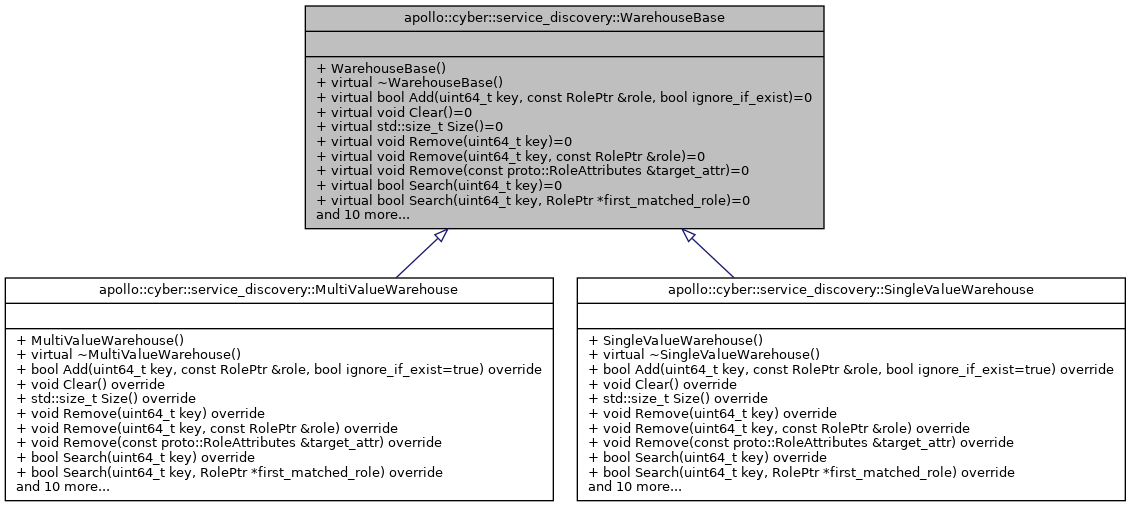 apollo::cyber::service_discovery::WarehouseBase
+ WarehouseBase()
+ virtual ~WarehouseBase()
+ virtual bool Add(uint64_t key, const RolePtr &role, bool ignore_if_exist)=0
+ virtual void Clear()=0
+ virtual std::size_t Size()=0
+ virtual void Remove(uint64_t key)=0
+ virtual void Remove(uint64_t key, const RolePtr &role)=0
+ virtual void Remove(const proto::RoleAttributes &target_attr)=0
+ virtual bool Search(uint64_t key)=0
+ virtual bool Search(uint64_t key, RolePtr *first_matched_role)=0
and 10 more...
apollo::cyber::service_discovery::MultiValueWarehouse
+ MultiValueWarehouse()
+ virtual ~MultiValueWarehouse()
+ bool Add(uint64_t key, const RolePtr &role, bool ignore_if_exist=true) override
+ void Clear() override
+ std::size_t Size() override
+ void Remove(uint64_t key) override
+ void Remove(uint64_t key, const RolePtr &role) override
+ void Remove(const proto::RoleAttributes &target_attr) override
+ bool Search(uint64_t key) override
+ bool Search(uint64_t key, RolePtr *first_matched_role) override
and 10 more...
apollo::cyber::service_discovery::SingleValueWarehouse
+ SingleValueWarehouse()
+ virtual ~SingleValueWarehouse()
+ bool Add(uint64_t key, const RolePtr &role, bool ignore_if_exist=true) override
+ void Clear() override
+ std::size_t Size() override
+ void Remove(uint64_t key) override
+ void Remove(uint64_t key, const RolePtr &role) override
+ void Remove(const proto::RoleAttributes &target_attr) override
+ bool Search(uint64_t key) override
+ bool Search(uint64_t key, RolePtr *first_matched_role) override
and 10 more...